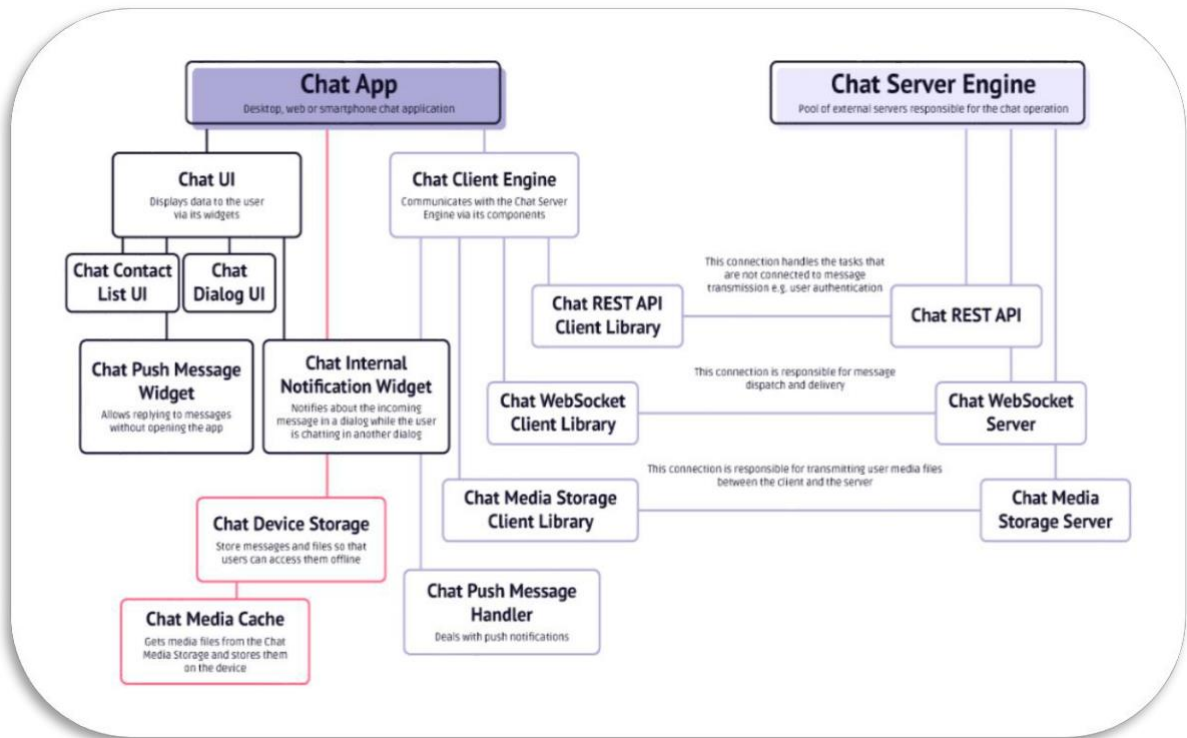 Chat App
Desktop, web or smartphone chat application
Chat Server Engine
Pool of external servers responsible for the chat operation
Chat UI
Displays data to the user
via its widgets
Chat Client Engine
Communicates with the Chat Server
Engine via its components
Chat Contact
List UI
Chat
Dialog UI
This connection handles the tasks that
are not connected to message
transmission e.g. user authentication
Chat REST API
Client Library
Chat REST API
Chat Push Message
Widget
Allows replying to messages
without opening the app
Chat Internal
Notification Widget
Notifies about the incoming
message in a dialog while the user
is chatting in another dialog
This connection is responsible for message
dispatch and delivery
Chat WebSocket
Client Library
Chat WebSocket
Server
This connection is responsible for transmitting user media files
between the client and the server
Chat Media Storage
Client Library
Chat Media
Storage Server
Chat Device Storage
Store messages and files so that
users can access them offline
Chat Push Message
Handler
Deals with push notifications
Chat Media Cache
Gets media files from the Chat
Media Storage and stores them
on the device